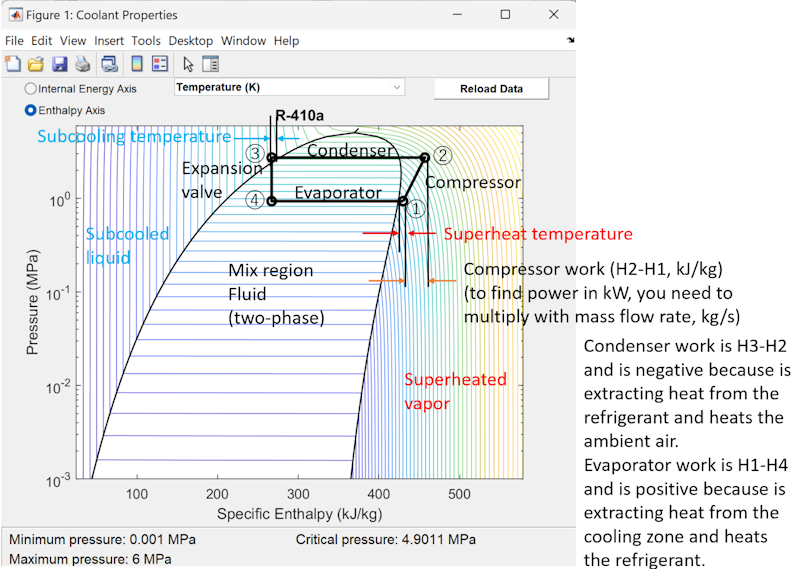 Figure 1: Coolant Properties
File Edit View Insert Tools Desktop Window Help
Internal Energy Axis
Temperature (K)
Reload Data
Enthalpy Axis
R-410a
Subcooling temperature
③
Condenser
②
Expansion
valve
Evaporator
Compressor
④
①
10⁰
Subcooled
liquid
Superheat temperature
Mix region
Fluid
(two-phase)
Compressor work (H2-H1, kJ/kg)
(to find power in kW, you need to
multiply with mass flow rate, kg/s)
10⁻¹
Pressure (MPa)
Condenser work is H3-H2
and is negative because is
extracting heat from the
refrigerant and heats the
ambient air.
10⁻²
Superheated
vapor
Evaporator work is H1-H4
and is positive because is
extracting heat from the
cooling zone and heats
the refrigerant.
10⁻³
100 200 300 400 500
Specific Enthalpy (kJ/kg)
Minimum pressure: 0.001 MPa
Critical pressure: 4.9011 MPa
Maximum pressure: 6 MPa